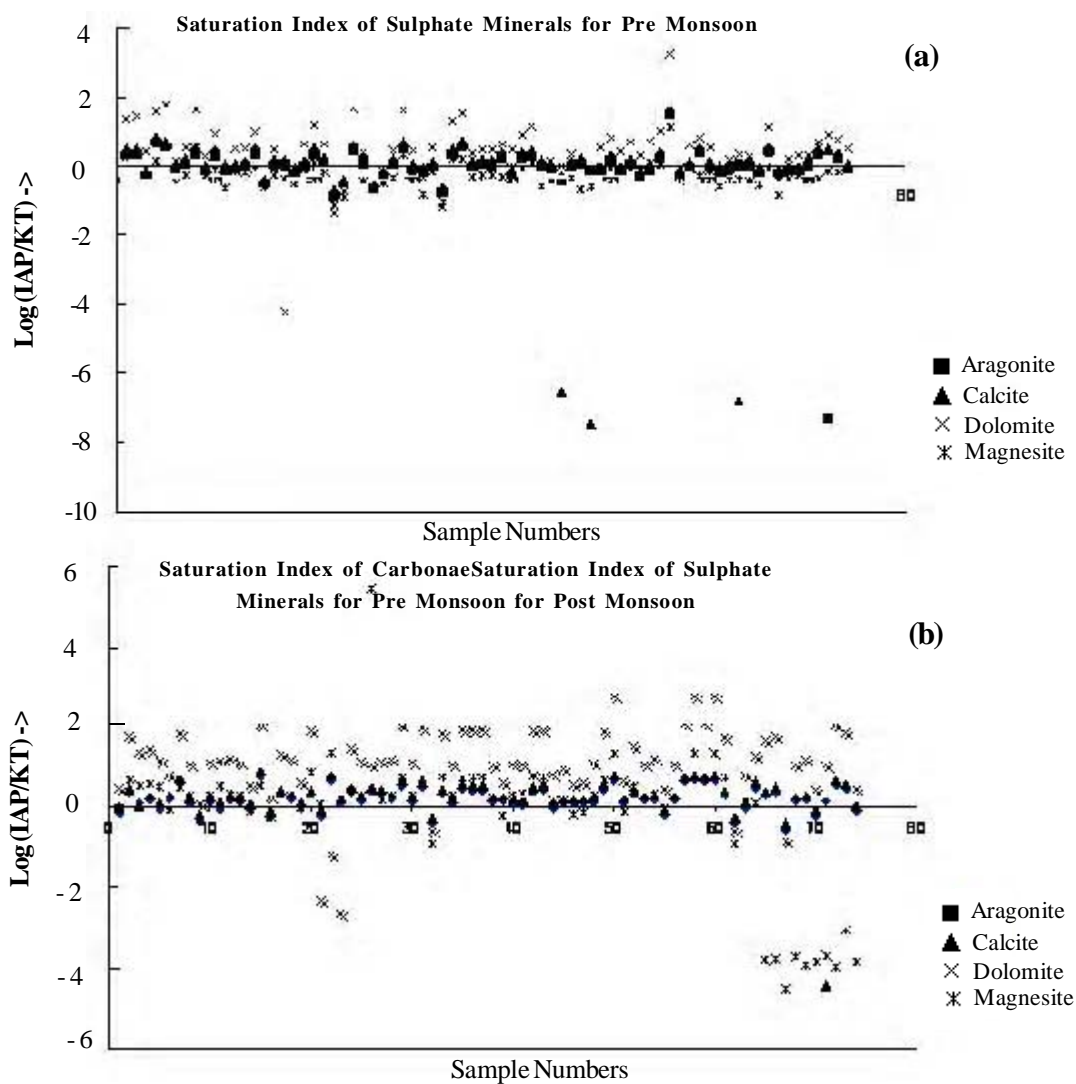 Saturation Index of Sulphate Minerals for Pre Monsoon
(a)
4
2
0
-2
-4
-6
-8
-10
80
Log(IAP/KT) ->
Sample Numbers
Aragonite
Calcite
Dolomite
Magnesite
Saturation Index of CarbonaeSaturation Index of Sulphate
Minerals for Pre Monsoon for Post Monsoon
(b)
6
4
2
0
-2
-4
-6
0 10 20 30 40 50 60 70 80
Log(IAP/KT) ->
Sample Numbers
Aragonite
Calcite
Dolomite
Magnesite